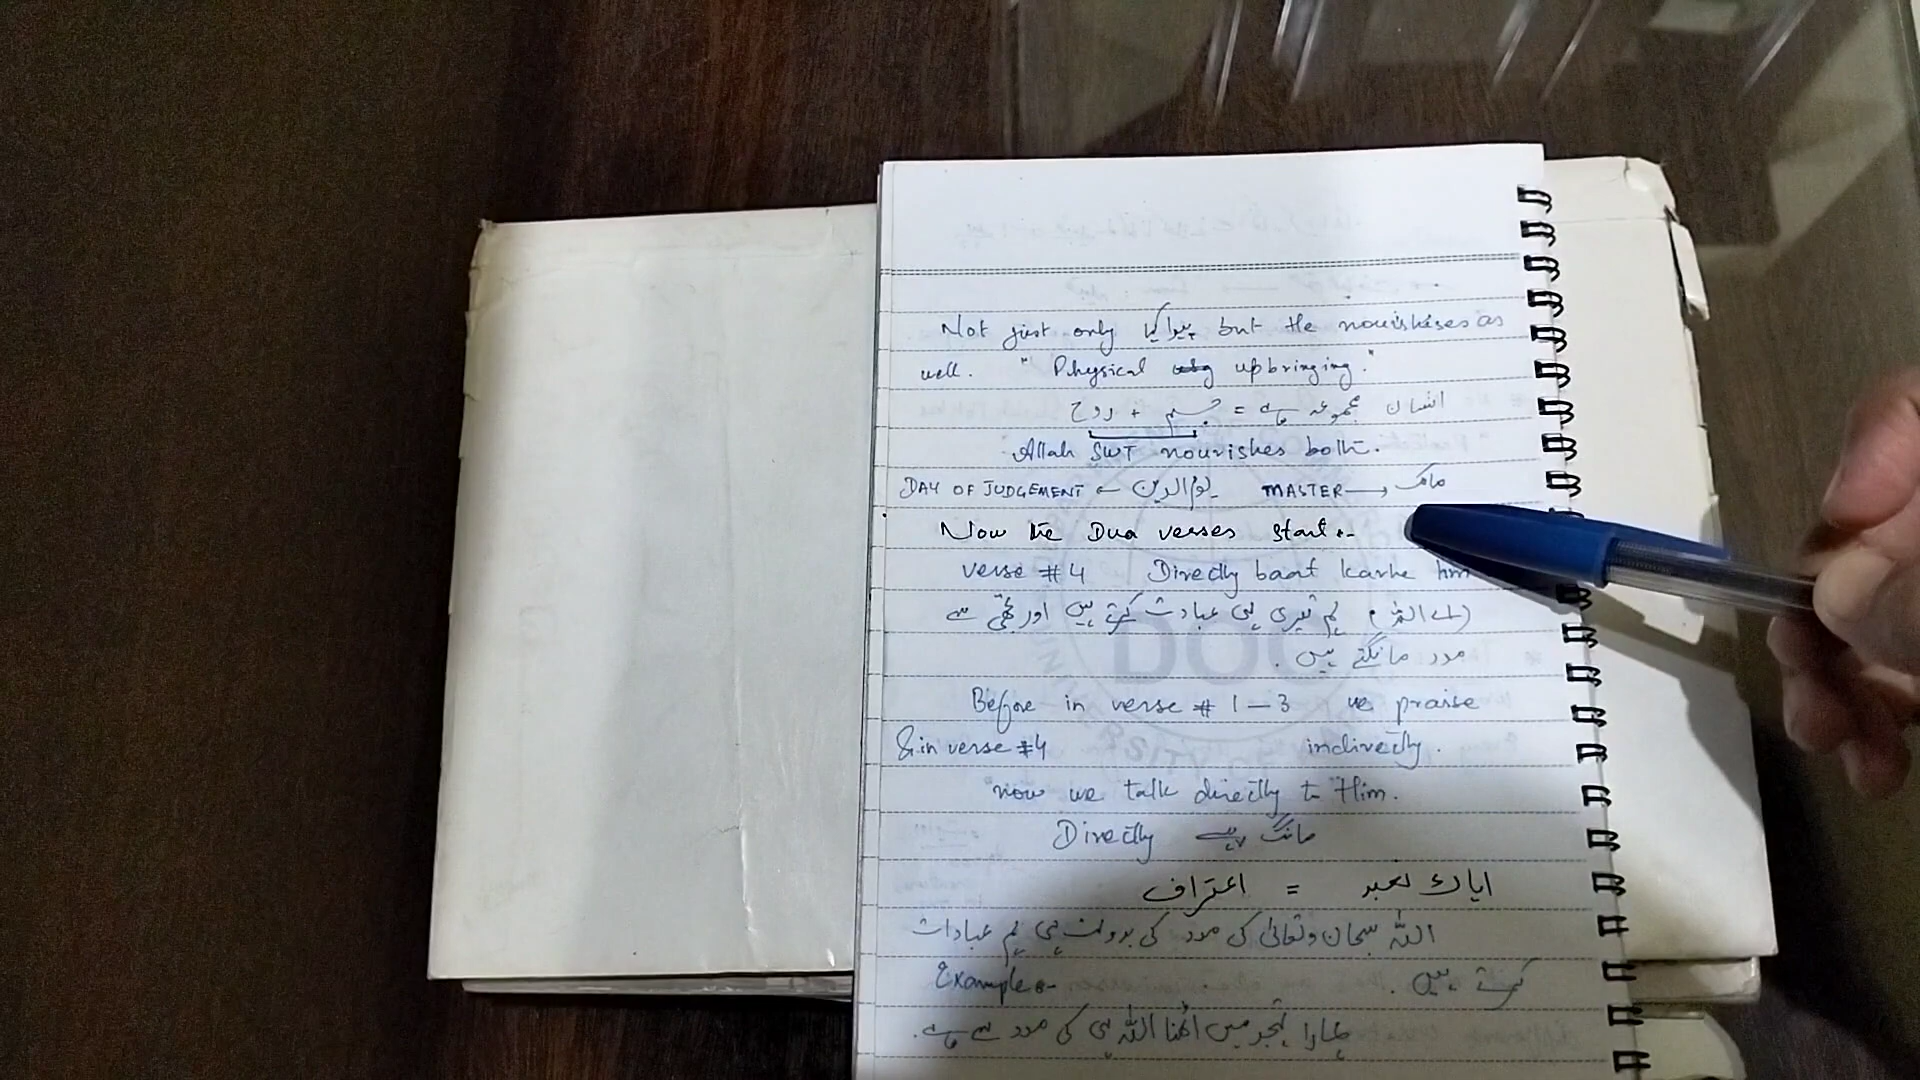 Not just only پیدا کیا but He nourisheses as
well. "Physical upbringing."
انسان مجموعہ ہے = جسم + روح
Allah SWT nourishes both.
DAY OF JUDGEMENT ← یوم الدین MASTER → مالک
Now the Dua verses start:-
verse #4 Directly baat karhe hm
(اے اللہ) ہم تیری ہی عبادت کرتے ہیں اور تجھی سے
مدد مانگتے ہیں.
Before in verse # 1-3 we praise
& in verse #4 indirectly.
"now we talk directly to Him.
Directly مانگ رہے
ایاک نعبد = اعتراف
اللہ سبحان وتعالیٰ کی مدد کی بدولت ہی ہم عبادات
کرتے ہیں.
Example:-
ہمارا تہجد میں اٹھنا اللہ ہی کی مدد سے ہے.
DOG